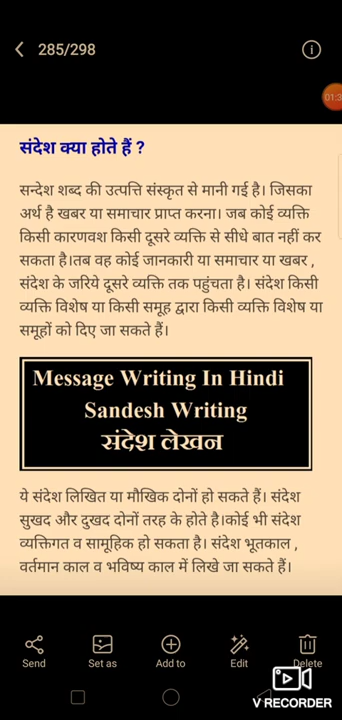 285/298
01:3
संदेश क्या होते हैं ?
सन्देश शब्द की उत्पत्ति संस्कृत से मानी गई है। जिसका
अर्थ है खबर या समाचार प्राप्त करना। जब कोई व्यक्ति
किसी कारणवश किसी दूसरे व्यक्ति से सीधे बात नहीं कर
सकता है।तब वह कोई जानकारी या समाचार या खबर ,
संदेश के जरिये दूसरे व्यक्ति तक पहुंचता है। संदेश किसी
व्यक्ति विशेष या किसी समूह द्वारा किसी व्यक्ति विशेष या
समूहों को दिए जा सकते हैं।
Message Writing In Hindi
Sandesh Writing
संदेश लेखन
ये संदेश लिखित या मौखिक दोनों हो सकते हैं। संदेश
सुखद और दुखद दोनों तरह के होते है।कोई भी संदेश
व्यक्तिगत व सामूहिक हो सकता है। संदेश भूतकाल ,
वर्तमान काल व भविष्य काल में लिखे जा सकते हैं।
Send Set as Add to Edit Delete
V RECORDER